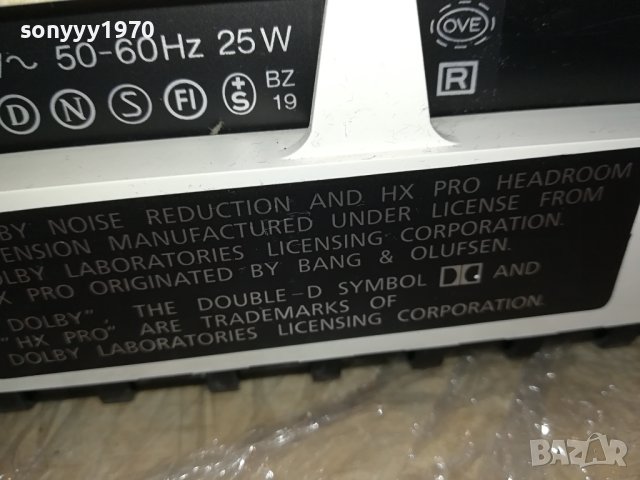 sonyyy1970
50-60Hz 25W
D N S FI +S BZ 19
OVE
R
BY NOISE REDUCTION AND HX PRO HEADROOM
TENSION MANUFACTURED UNDER LICENSE FROM
OLBY LABORATORIES LICENSING CORPORATION.
X PRO ORIGINATED BY BANG & OLUFSEN.
DOLBY", THE DOUBLE-D SYMBOL AND
"HX PRO" ARE TRADEMARKS OF
DOLBY LABORATORIES LICENSING CORPORATION.
BAZAR